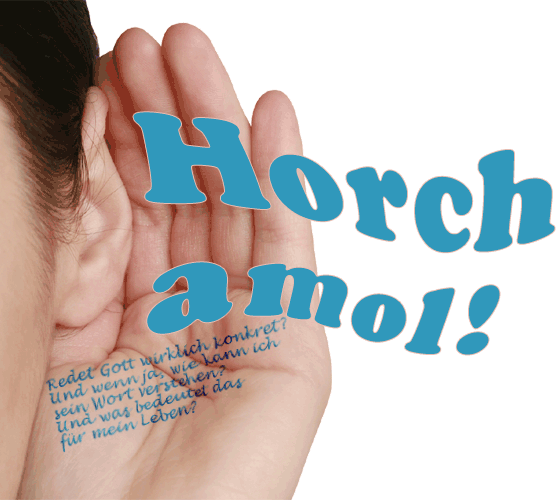 Horch
amol!
Redet Gott wirklich konkret?
Und wenn ja, wie kann ich
sein Wort verstehen?
Und was bedeutet das
für mein Leben?